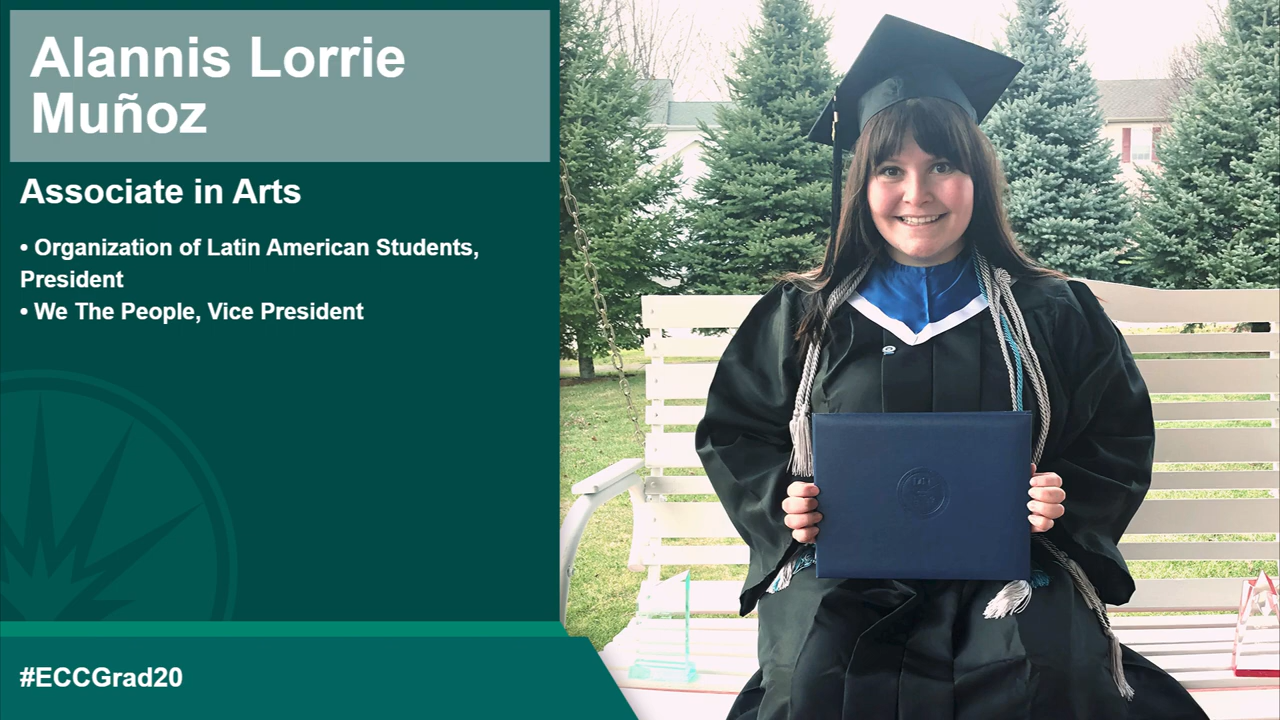 Alannis Lorrie
Muñoz
Associate in Arts
• Organization of Latin American Students,
President
• We The People, Vice President
#ECCGrad20